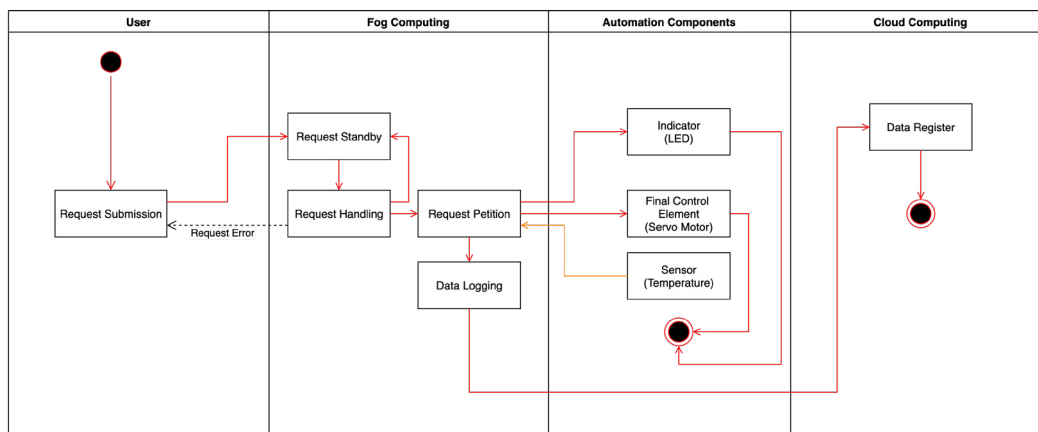 User
Fog Computing
Automation Components
Cloud Computing
Request Submission
Request Standby
Request Handling
Request Error
Request Petition
Data Logging
Indicator
(LED)
Final Control
Element
(Servo Motor)
Sensor
(Temperature)
Data Register